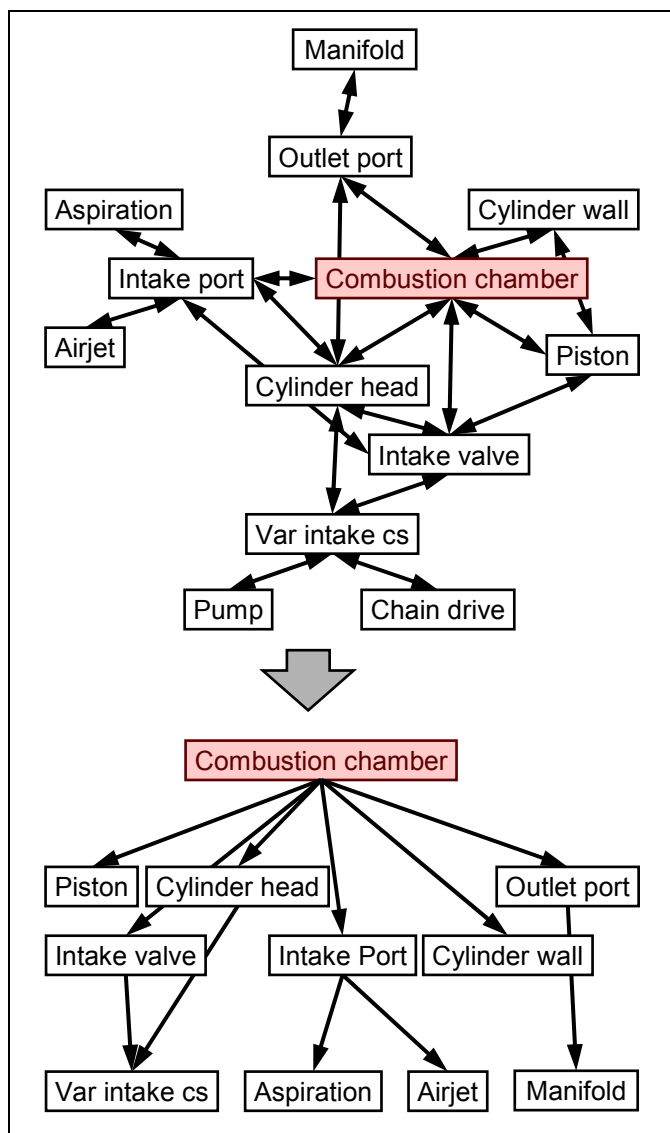 Manifold
Outlet port
Aspiration
Cylinder wall
Intake port
Combustion chamber
Airjet
Piston
Cylinder head
Intake valve
Var intake cs
Pump
Chain drive
Combustion chamber
Piston
Cylinder head
Outlet port
Intake valve
Intake Port
Cylinder wall
Var intake cs
Aspiration
Airjet
Manifold